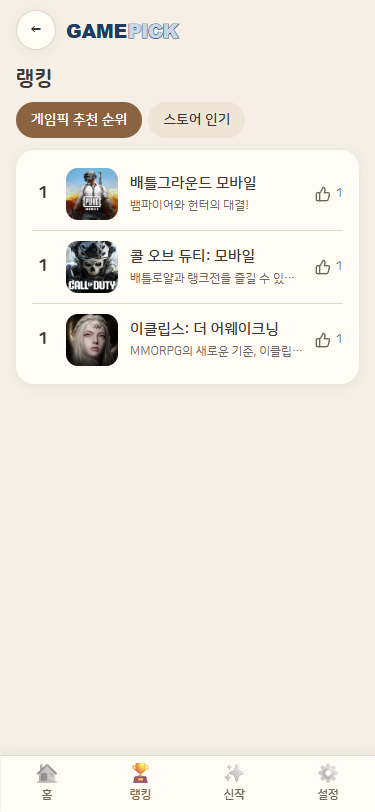 ←
GAMEPICK
랭킹
게임픽 추천 순위
스토어 인기
1
PUBG
MOBILE
배틀그라운드 모바일
뱀파이어와 헌터의 대결!
1
1
CALL OF DUTY
콜 오브 듀티: 모바일
배틀로얄과 랭크전을 즐길 수 있…
1
1
이클립스: 더 어웨이크닝
MMORPG의 새로운 기준, 이클립…
1
홈
랭킹
신작
설정